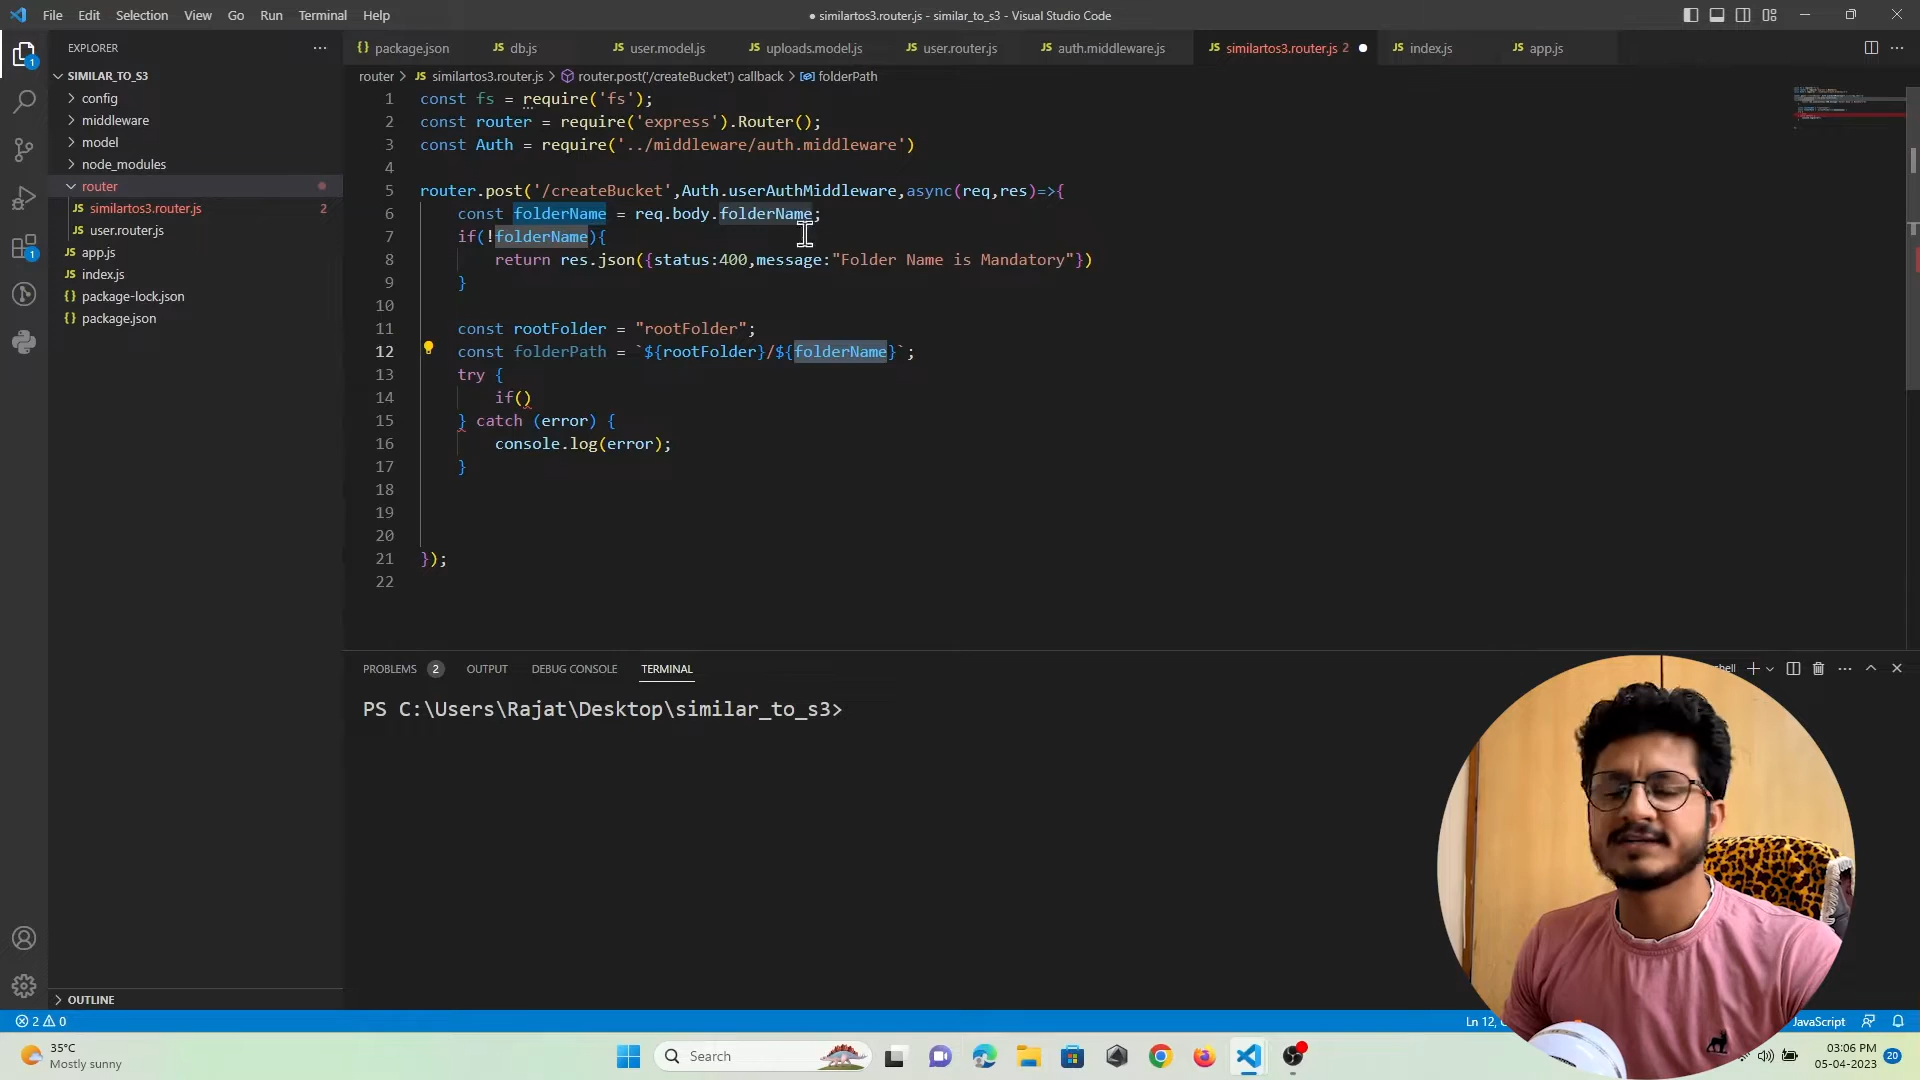 File Edit Selection View Go Run Terminal Help
● similartos3.router.js - similar_to_s3 - Visual Studio Code
EXPLORER
package.json db.js user.model.js uploads.model.js user.router.js auth.middleware.js similartos3.router.js 2 index.js app.js
router > similartos3.router.js > router.post('/createBucket') callback > folderPath
SIMILAR_TO_S3
config
middleware
model
node_modules
router
similartos3.router.js 2
user.router.js
app.js
index.js
package-lock.json
package.json
OUTLINE
1 const fs = require('fs');
2 const router = require('express').Router();
3 const Auth = require('../middleware/auth.middleware')
4
5 router.post('/createBucket',Auth.userAuthMiddleware,async(req,res)=>{
6 const folderName = req.body.folderName;
7 if(!folderName){
8 return res.json({status:400,message:"Folder Name is Mandatory"})
9 }
10
11 const rootFolder = "rootFolder";
12 const folderPath = `${rootFolder}/${folderName}`;
13 try {
14 if()
15 } catch (error) {
16 console.log(error);
17 }
18
19
20
21 });
22
PROBLEMS 2 OUTPUT DEBUG CONSOLE TERMINAL
PS C:\Users\Rajat\Desktop\similar_to_s3>
2 0
Ln 12,
JavaScript
35°C
Mostly sunny
Search
03:06 PM
05-04-2023
20